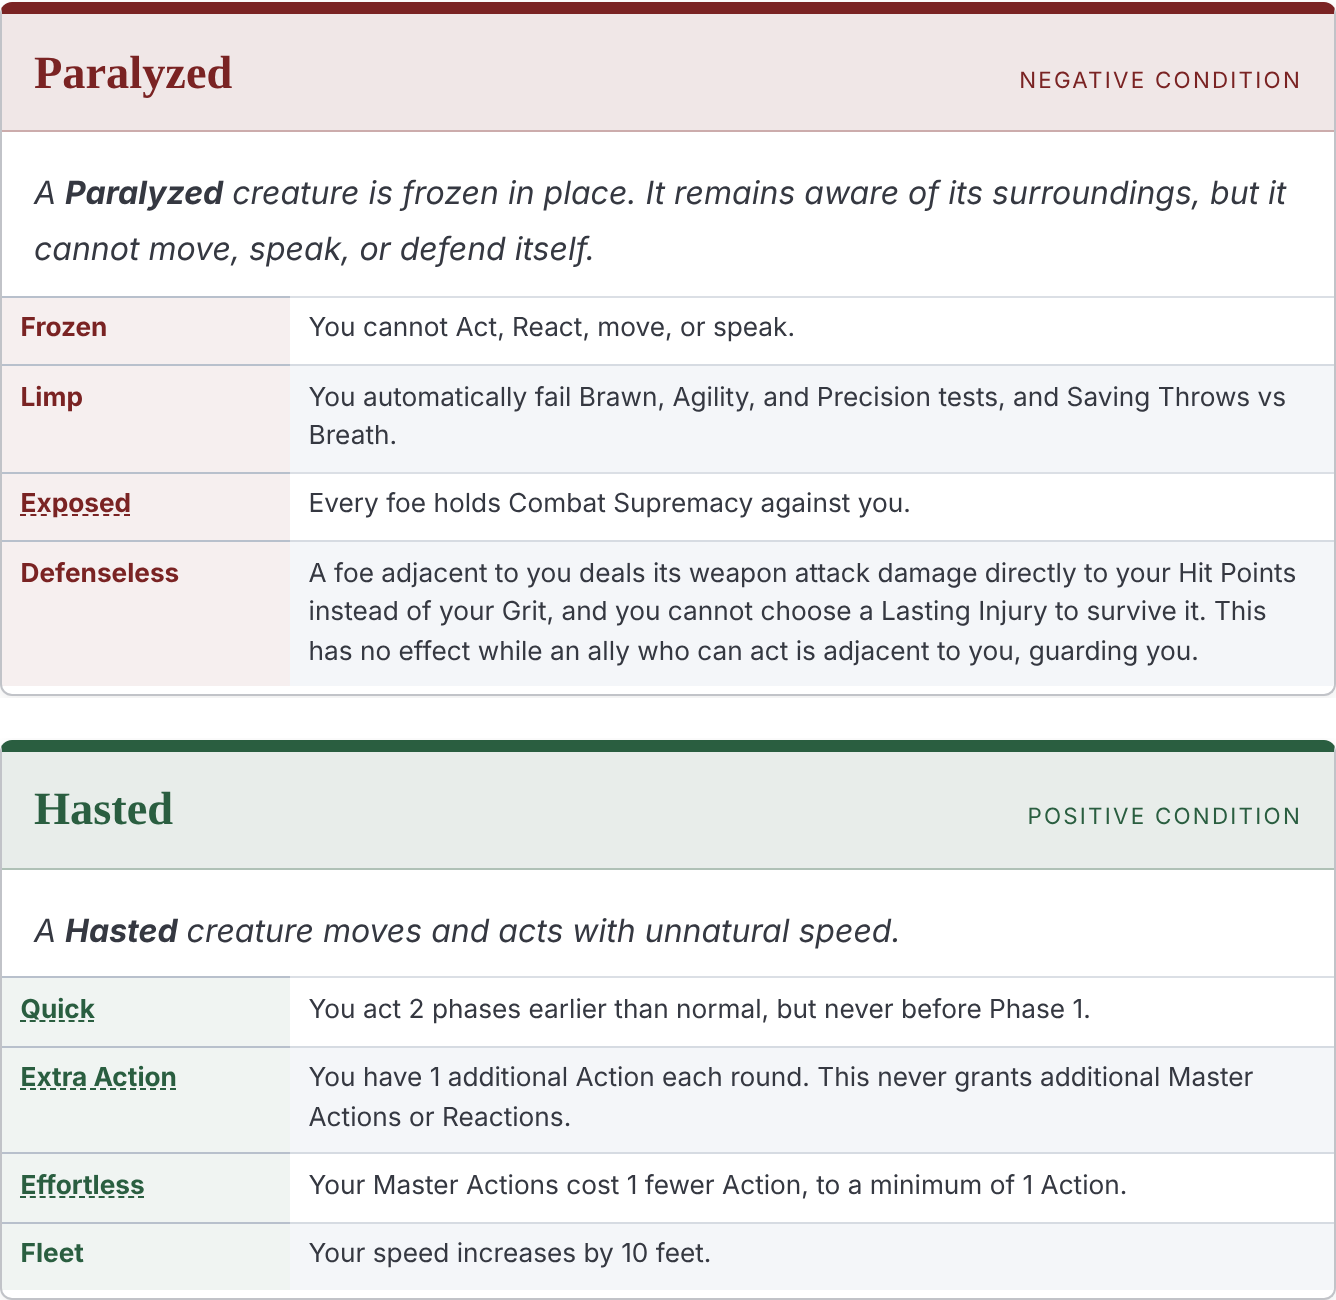 Paralyzed
NEGATIVE CONDITION
A Paralyzed creature is frozen in place. It remains aware of its surroundings, but it
cannot move, speak, or defend itself.
Frozen
You cannot Act, React, move, or speak.
Limp
You automatically fail Brawn, Agility, and Precision tests, and Saving Throws vs
Breath.
Exposed
Every foe holds Combat Supremacy against you.
Defenseless
A foe adjacent to you deals its weapon attack damage directly to your Hit Points
instead of your Grit, and you cannot choose a Lasting Injury to survive it. This
has no effect while an ally who can act is adjacent to you, guarding you.
Hasted
POSITIVE CONDITION
A Hasted creature moves and acts with unnatural speed.
Quick
You act 2 phases earlier than normal, but never before Phase 1.
Extra Action
You have 1 additional Action each round. This never grants additional Master
Actions or Reactions.
Effortless
Your Master Actions cost 1 fewer Action, to a minimum of 1 Action.
Fleet
Your speed increases by 10 feet.